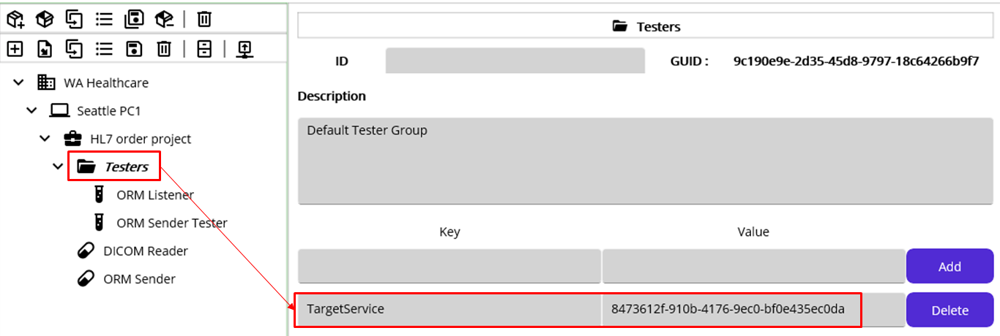 WA Healthcare
Seattle PC1
HL7 order project
Testers
ORM Listener
ORM Sender Tester
DICOM Reader
ORM Sender
Testers
ID GUID : 9c190e9e-2d35-45d8-9797-18c64266b9f7
Description
Default Tester Group
Key Value
Add
TargetService 8473612f-910b-4176-9ec0-bf0e435ec0da Delete